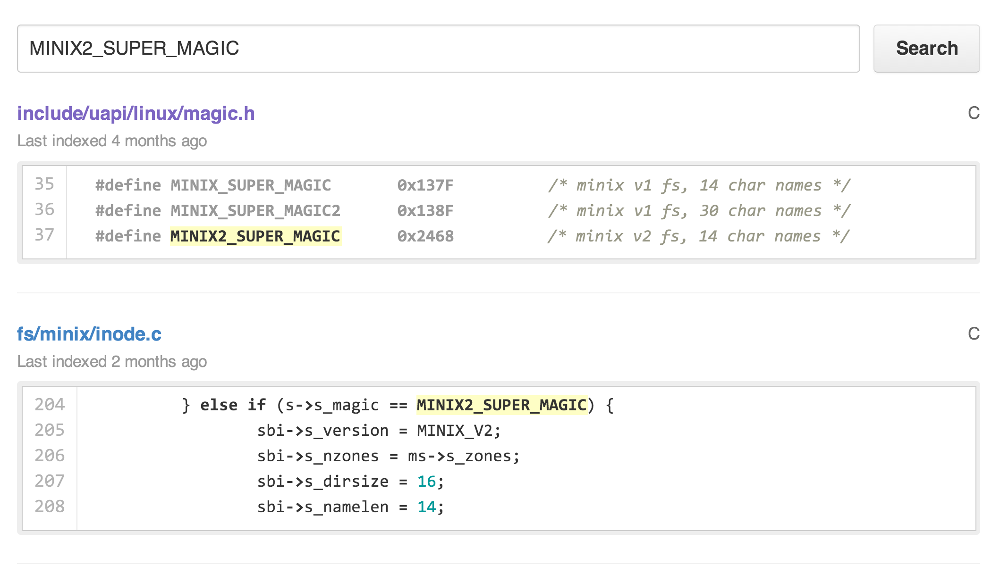 MINIX2_SUPER_MAGIC Search
include/uapi/linux/magic.h C
Last indexed 4 months ago
35 #define MINIX_SUPER_MAGIC 0x137F /* minix v1 fs, 14 char names */
36 #define MINIX_SUPER_MAGIC2 0x138F /* minix v1 fs, 30 char names */
37 #define MINIX2_SUPER_MAGIC 0x2468 /* minix v2 fs, 14 char names */
fs/minix/inode.c C
Last indexed 2 months ago
204 } else if (s->s_magic == MINIX2_SUPER_MAGIC) {
205 sbi->s_version = MINIX_V2;
206 sbi->s_nzones = ms->s_zones;
207 sbi->s_dirsize = 16;
208 sbi->s_namelen = 14;